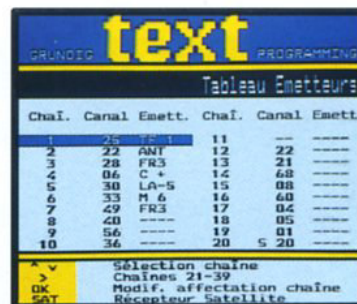 GRUNDIG text PROGRAMMING
Tableau Emetteurs
Chaî. Canal Emett. Chaî. Canal Emett
1 25 TF 1 11 -- ----
2 22 ANT 12 22 ----
3 28 FR3 13 21 ----
4 06 C + 14 68 ----
5 30 LA-5 15 08 ----
6 33 M 6 16 60 ----
7 49 FR3 17 04 ----
8 40 ---- 18 05 ----
9 56 ---- 19 01 ----
10 36 ---- 20 S 20 ----
^ v Sélection chaîne
> Chaînes 21-39
OK Modif. affectation chaîne
SAT Récepteur Satellite